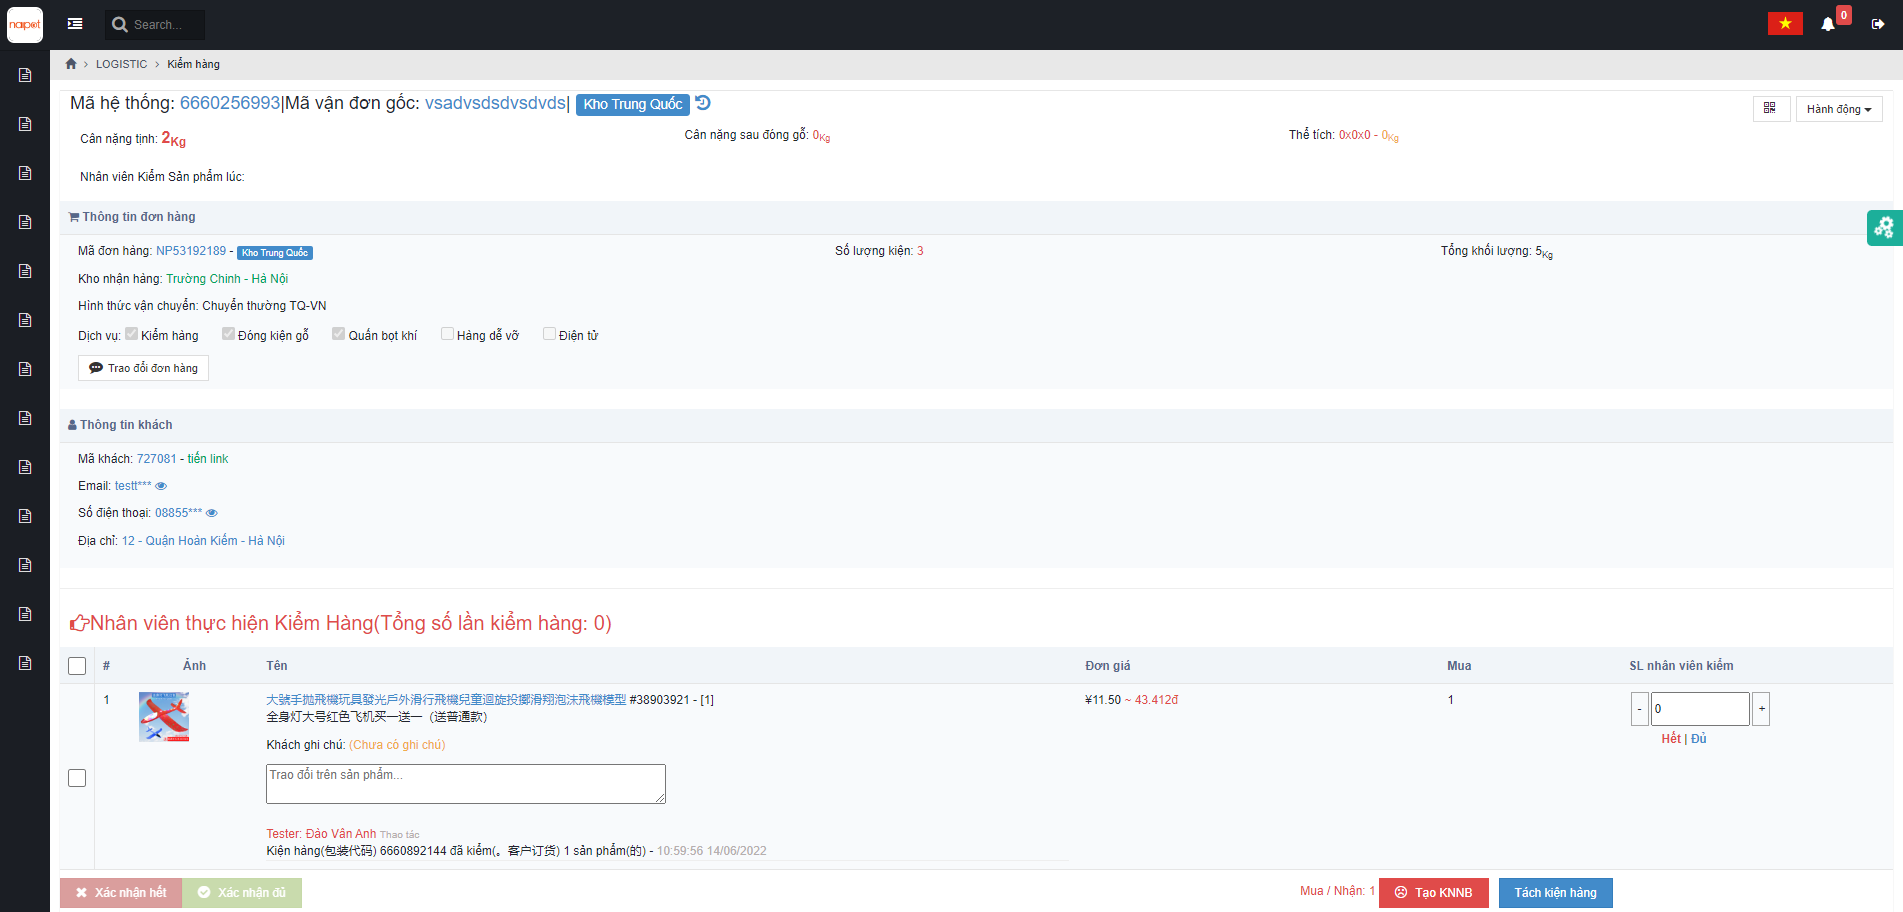 naipot
Search...
0
LOGISTIC
Kiểm hàng
Mã hệ thống: 6660256993|Mã vận đơn gốc: vsadvsdsdvsdvds| Kho Trung Quốc
Hành động
Cân nặng tịnh: 2Kg
Cân nặng sau đóng gỗ: 0Kg
Thể tích: 0x0x0 - 0Kg
Nhân viên Kiểm Sản phẩm lúc:
Thông tin đơn hàng
Mã đơn hàng: NP53192189 - Kho Trung Quốc
Số lượng kiện: 3
Tổng khối lượng: 5Kg
Kho nhận hàng: Trường Chinh - Hà Nội
Hình thức vận chuyển: Chuyển thường TQ-VN
Dịch vụ: Kiểm hàng Đóng kiện gỗ Quấn bọt khí Hàng dễ vỡ Điện tử
Trao đổi đơn hàng
Thông tin khách
Mã khách: 727081 - tiến link
Email: testt***
Số điện thoại: 08855***
Địa chỉ: 12 - Quận Hoàn Kiếm - Hà Nội
Nhân viên thực hiện Kiểm Hàng(Tổng số lần kiểm hàng: 0)
# Ảnh Tên Đơn giá Mua SL nhân viên kiểm
1
大號手拋飛機玩具發光戶外滑行飛機兒童迴旋投擲滑翔泡沫飛機模型 #38903921 - [1]
¥11.50 ~ 43.412đ
1
- 0 +
全身灯大号红色飞机买一送一（送普通款）
Hết | Đủ
Khách ghi chú: (Chưa có ghi chú)
Trao đổi trên sản phẩm...
Tester: Đào Vân Anh Thao tác
Kiện hàng(包装代码) 6660892144 đã kiểm(。客户订货) 1 sản phẩm(的) - 10:59:56 14/06/2022
Xác nhận hết
Xác nhận đủ
Mua / Nhận: 1
Tạo KNNB
Tách kiện hàng